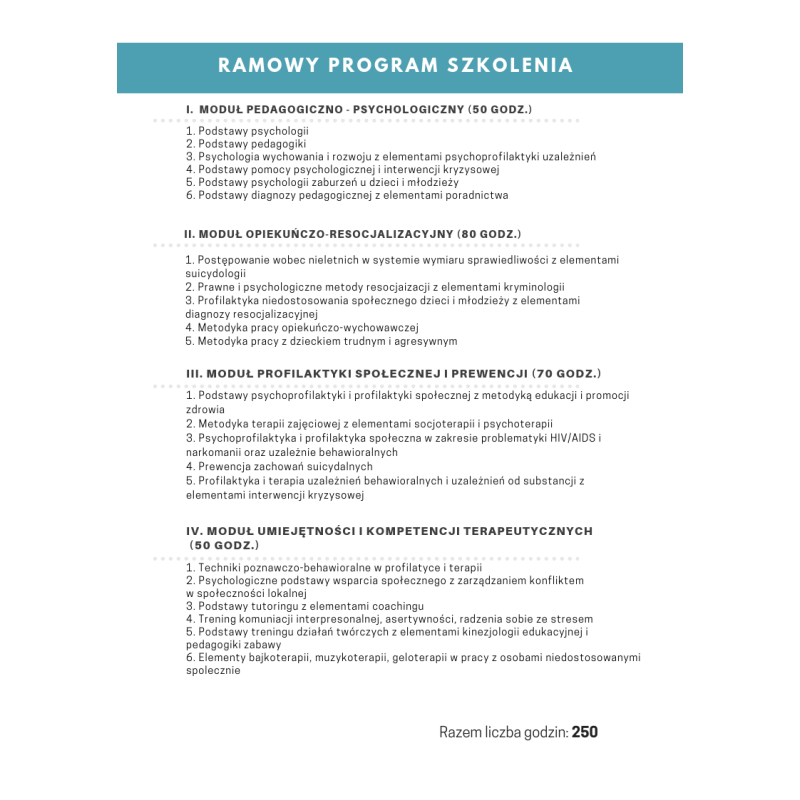 RAMOWY PROGRAM SZKOLENIA
I. MODUŁ PEDAGOGICZNO - PSYCHOLOGICZNY (50 GODZ.)
1. Podstawy psychologii
2. Podstawy pedagogiki
3. Psychologia wychowania i rozwoju z elementami psychoprofilaktyki uzależnień
4. Podstawy pomocy psychologicznej i interwencji kryzysowej
5. Podstawy psychologii zaburzeń u dzieci i młodzieży
6. Podstawy diagnozy pedagogicznej z elementami poradnictwa
II. MODUŁ OPIEKUŃCZO-RESOCJALIZACYJNY (80 GODZ.)
1. Postępowanie wobec nieletnich w systemie wymiaru sprawiedliwości z elementami
suicydologii
2. Prawne i psychologiczne metody resocjaizacji z elementami kryminologii
3. Profilaktyka niedostosowania społecznego dzieci i młodzieży z elementami
diagnozy resocjalizacyjnej
4. Metodyka pracy opiekuńczo-wychowawczej
5. Metodyka pracy z dzieckiem trudnym i agresywnym
III. MODUŁ PROFILAKTYKI SPOŁECZNEJ I PREWENCJI (70 GODZ.)
1. Podstawy psychoprofilaktyki i profilaktyki społecznej z metodyką edukacji i promocji
zdrowia
2. Metodyka terapii zajęciowej z elementami socjoterapii i psychoterapii
3. Psychoprofilaktyka i profilaktyka społeczna w zakresie problematyki HIV/AIDS i
narkomanii oraz uzależnie behawioralnych
4. Prewencja zachowań suicydalnych
5. Profilaktyka i terapia uzależnień behawioralnych i uzależnień od substancji z
elementami interwencji kryzysowej
IV. MODUŁ UMIEJĘTNOŚCI I KOMPETENCJI TERAPEUTYCZNYCH
(50 GODZ.)
1. Techniki poznawczo-behawioralne w profilatyce i terapii
2. Psychologiczne podstawy wsparcia społecznego z zarządzaniem konfliktem
w społeczności lokalnej
3. Podstawy tutoringu z elementami coachingu
4. Trening komuniacji interpresonalnej, asertywności, radzenia sobie ze stresem
5. Podstawy treningu działań twórczych z elementami kinezjologii edukacyjnej i
pedagogiki zabawy
6. Elementy bajkoterapii, muzykoterapii, geloterapii w pracy z osobami niedostosowanymi
spolecznie
Razem liczba godzin: 250